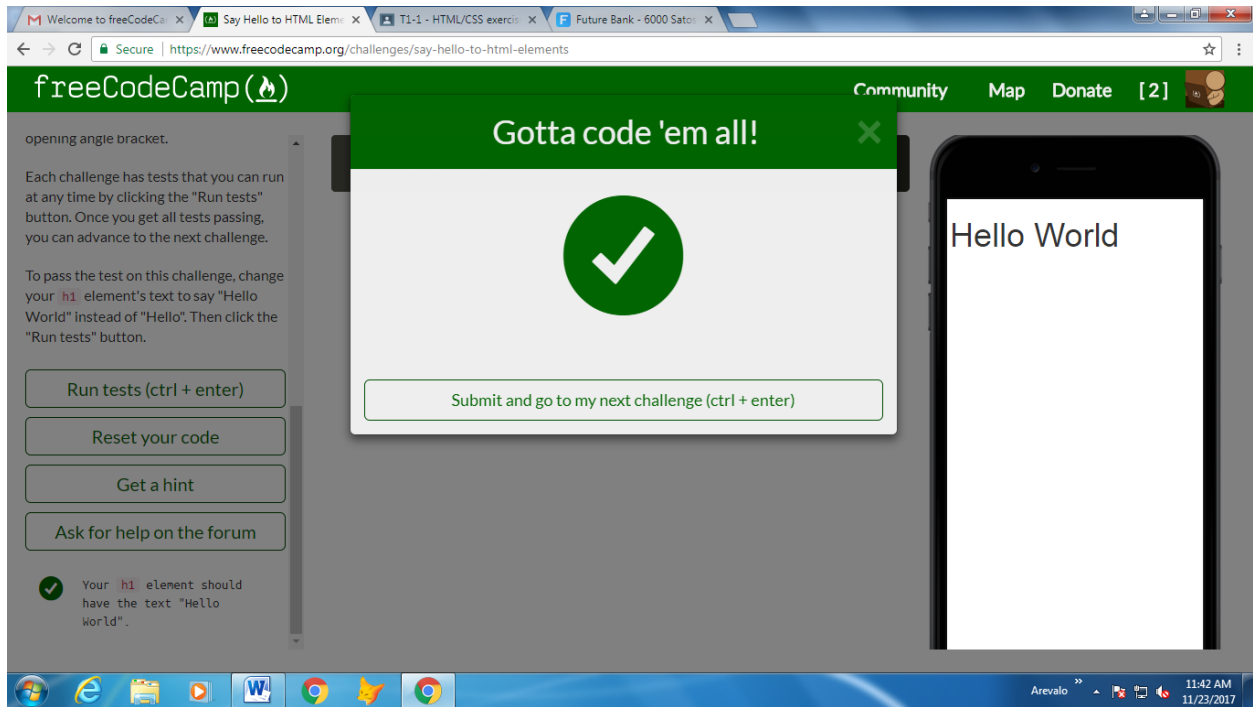 Welcome to freeCodeCa
Say Hello to HTML Eleme
T1-1 - HTML/CSS exercis
Future Bank - 6000 Satos
Secure | https://www.freecodecamp.org/challenges/say-hello-to-html-elements
freeCodeCamp( )
Community Map Donate [2]
opening angle bracket.
Each challenge has tests that you can run
at any time by clicking the "Run tests"
button. Once you get all tests passing,
you can advance to the next challenge.
To pass the test on this challenge, change
your h1 element's text to say "Hello
World" instead of "Hello". Then click the
"Run tests" button.
Run tests (ctrl + enter)
Reset your code
Get a hint
Ask for help on the forum
Your h1 element should
have the text "Hello
World".
Gotta code 'em all!
Submit and go to my next challenge (ctrl + enter)
Hello World
Arevalo
11:42 AM
11/23/2017